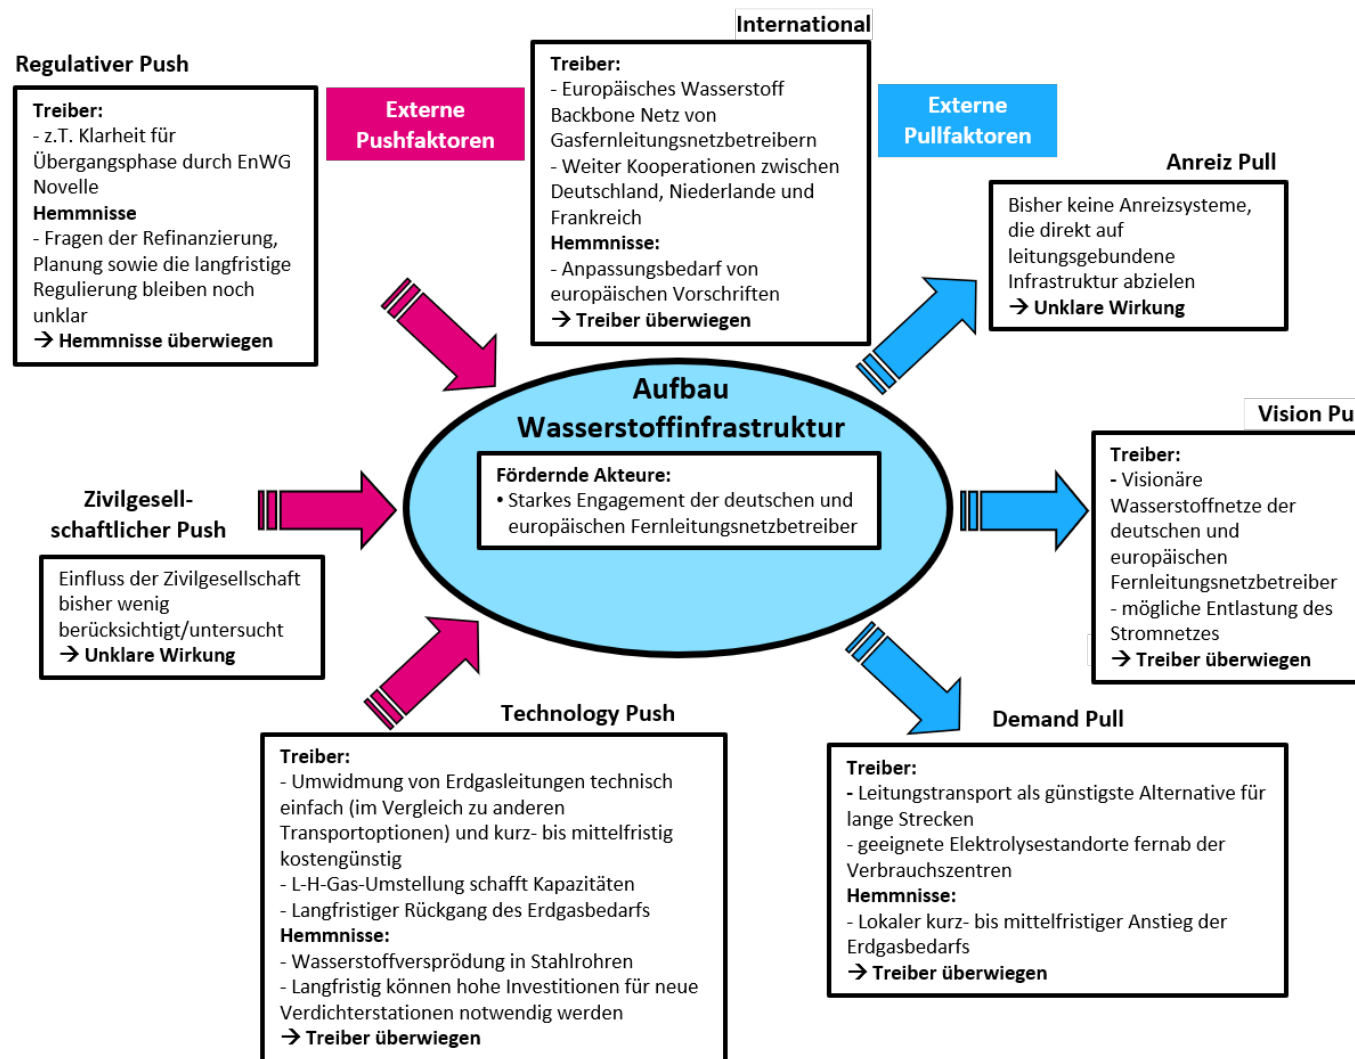 International
Regulativer Push
Treiber:
- z.T. Klarheit für
Übergangsphase durch EnWG
Novelle
Hemmnisse
- Fragen der Refinanzierung,
Planung sowie die langfristige
Regulierung bleiben noch
unklar
→ Hemmnisse überwiegen
Externe
Pushfaktoren
Treiber:
- Europäisches Wasserstoff
Backbone Netz von
Gasfernleitungsnetzbetreibern
- Weiter Kooperationen zwischen
Deutschland, Niederlande und
Frankreich
Hemmnisse:
- Anpassungsbedarf von
europäischen Vorschriften
→ Treiber überwiegen
Externe
Pullfaktoren
Anreiz Pull
Bisher keine Anreizsysteme,
die direkt auf
leitungsgebundene
Infrastruktur abzielen
→ Unklare Wirkung
Aufbau
Wasserstoffinfrastruktur
Fördernde Akteure:
• Starkes Engagement der deutschen und
europäischen Fernleitungsnetzbetreiber
Vision Pu
Treiber:
- Visionäre
Wasserstoffnetze der
deutschen und
europäischen
Fernleitungsnetzbetreiber
- mögliche Entlastung des
Stromnetzes
→ Treiber überwiegen
Zivilgesell-
schaftlicher Push
Einfluss der Zivilgesellschaft
bisher wenig
berücksichtigt/untersucht
→ Unklare Wirkung
Technology Push
Treiber:
- Umwidmung von Erdgasleitungen technisch
einfach (im Vergleich zu anderen
Transportoptionen) und kurz- bis mittelfristig
kostengünstig
- L-H-Gas-Umstellung schafft Kapazitäten
- Langfristiger Rückgang des Erdgasbedarfs
Hemmnisse:
- Wasserstoffversprödung in Stahlrohren
- Langfristig können hohe Investitionen für neue
Verdichterstationen notwendig werden
→ Treiber überwiegen
Demand Pull
Treiber:
- Leitungstransport als günstigste Alternative für
lange Strecken
- geeignete Elektrolysestandorte fernab der
Verbrauchszentren
Hemmnisse:
- Lokaler kurz- bis mittelfristiger Anstieg der
Erdgasbedarfs
→ Treiber überwiegen